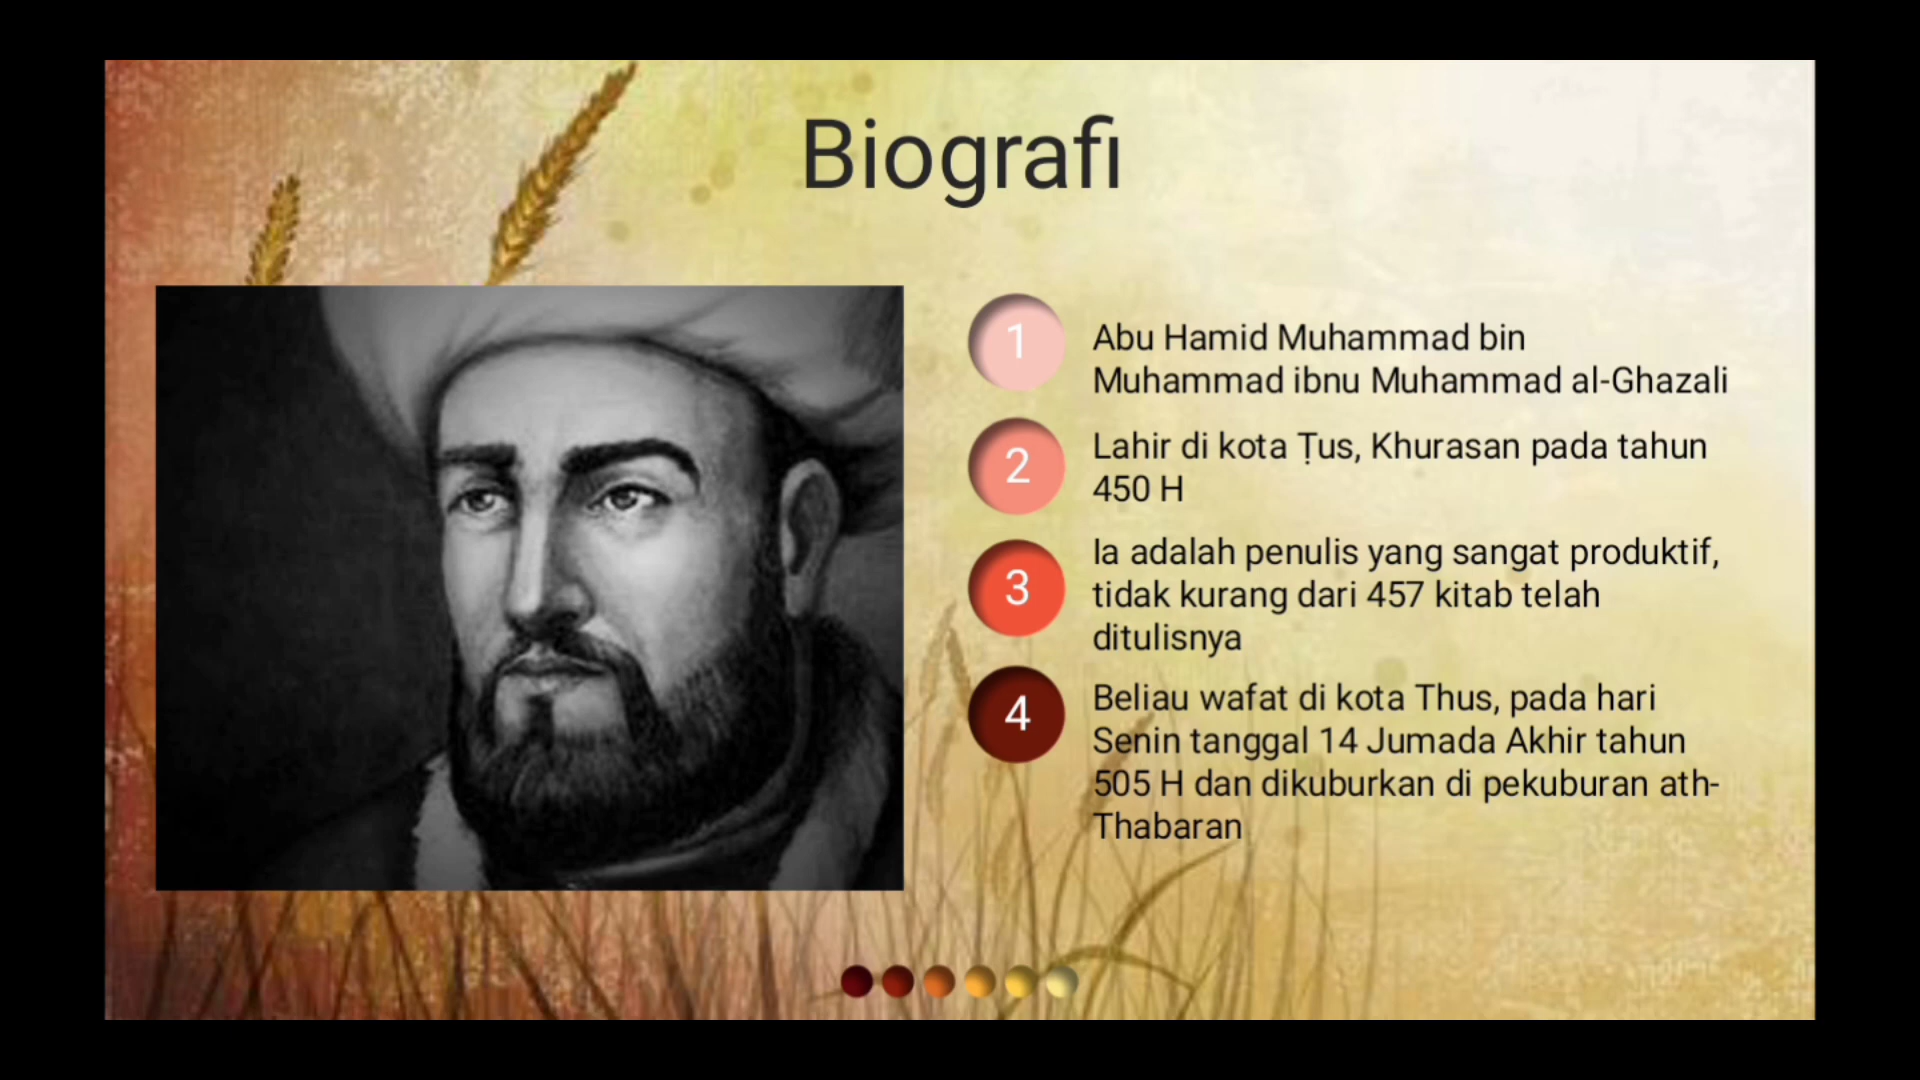 Biografi
1
Abu Hamid Muhammad bin
Muhammad ibnu Muhammad al-Ghazali
2
Lahir di kota Ṭus, Khurasan pada tahun
450 H
3
Ia adalah penulis yang sangat produktif,
tidak kurang dari 457 kitab telah
ditulisnya
4
Beliau wafat di kota Thus, pada hari
Senin tanggal 14 Jumada Akhir tahun
505 H dan dikuburkan di pekuburan ath-
Thabaran